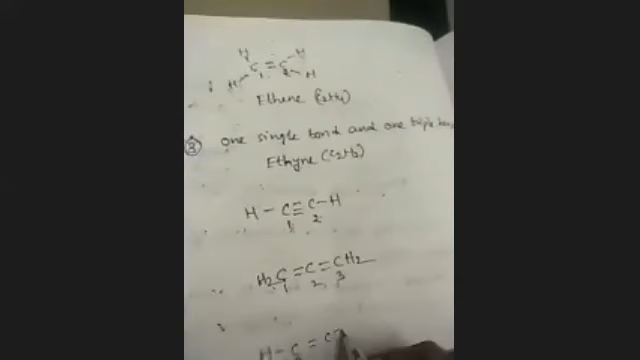 H H
C = C
1 2
H H
Ethene (C2H4)
③ One single bond and one triple
Ethyne (C2H2)
H - C ≡ C - H
1 2
H2C = C = CH2
1 2 3
H - C = C